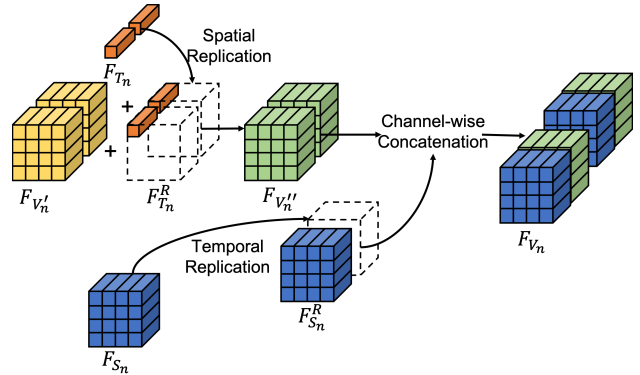 Spatial
Replication
F_{T_n}
+
+
F_{V_n'}
F_{T_n}^R
F_{V_n''}
Channel-wise
Concatenation
F_{V_n}
Temporal
Replication
F_{S_n}^R
F_{S_n}